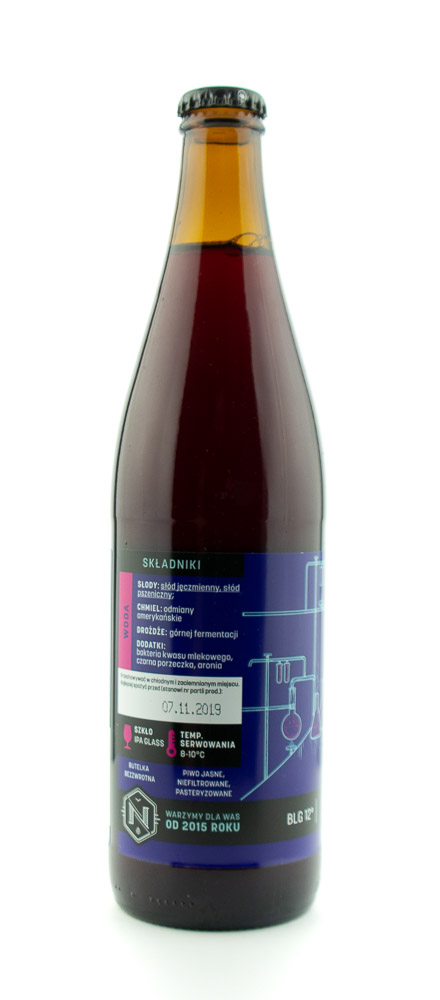 SKŁADNIKI
WODA
SŁODY: słód jęczmienny, słód
pszeniczny;
CHMIEL: odmiany
amerykańskie
DROŻDŻE: górnej fermentacji
DODATKI:
bakteria kwasu mlekowego,
czarna porzeczka, aronia
Przechowywać w chłodnym i zaciemnionym miejscu.
Najlepiej spożyć przed (stanowi nr partii prod.):
07.11.2019
SZKŁO
IPA GLASS
TEMP.
SERWOWANIA
8-10°C
BUTELKA
BEZZWROTNA
PIWO JASNE,
NIEFILTROWANE,
PASTERYZOWANE
N
WARZYMY DLA WAS
OD 2015 ROKU
BLG 12°